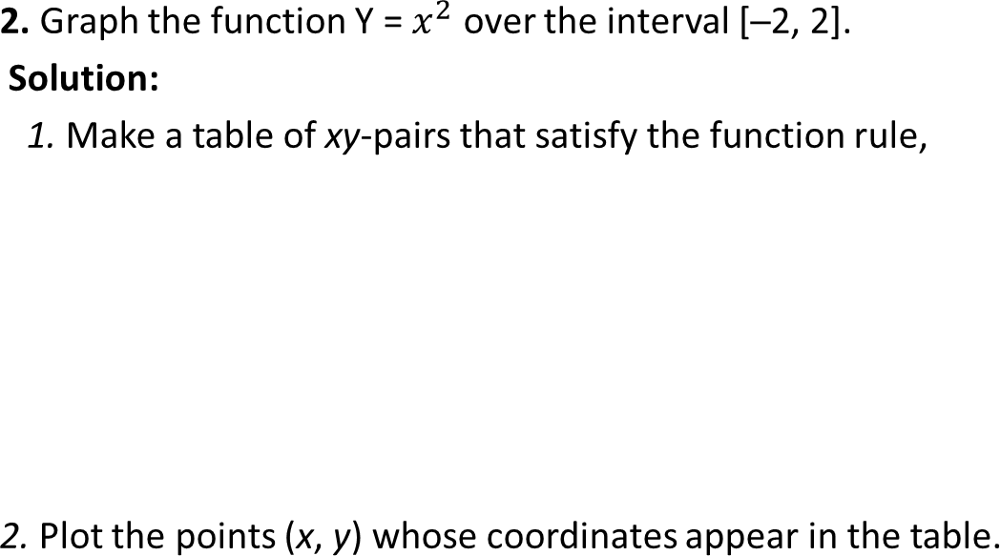 2. Graph the function Y = x² over the interval [–2, 2].
Solution:
1. Make a table of xy-pairs that satisfy the function rule,
2. Plot the points (x, y) whose coordinates appear in the table.